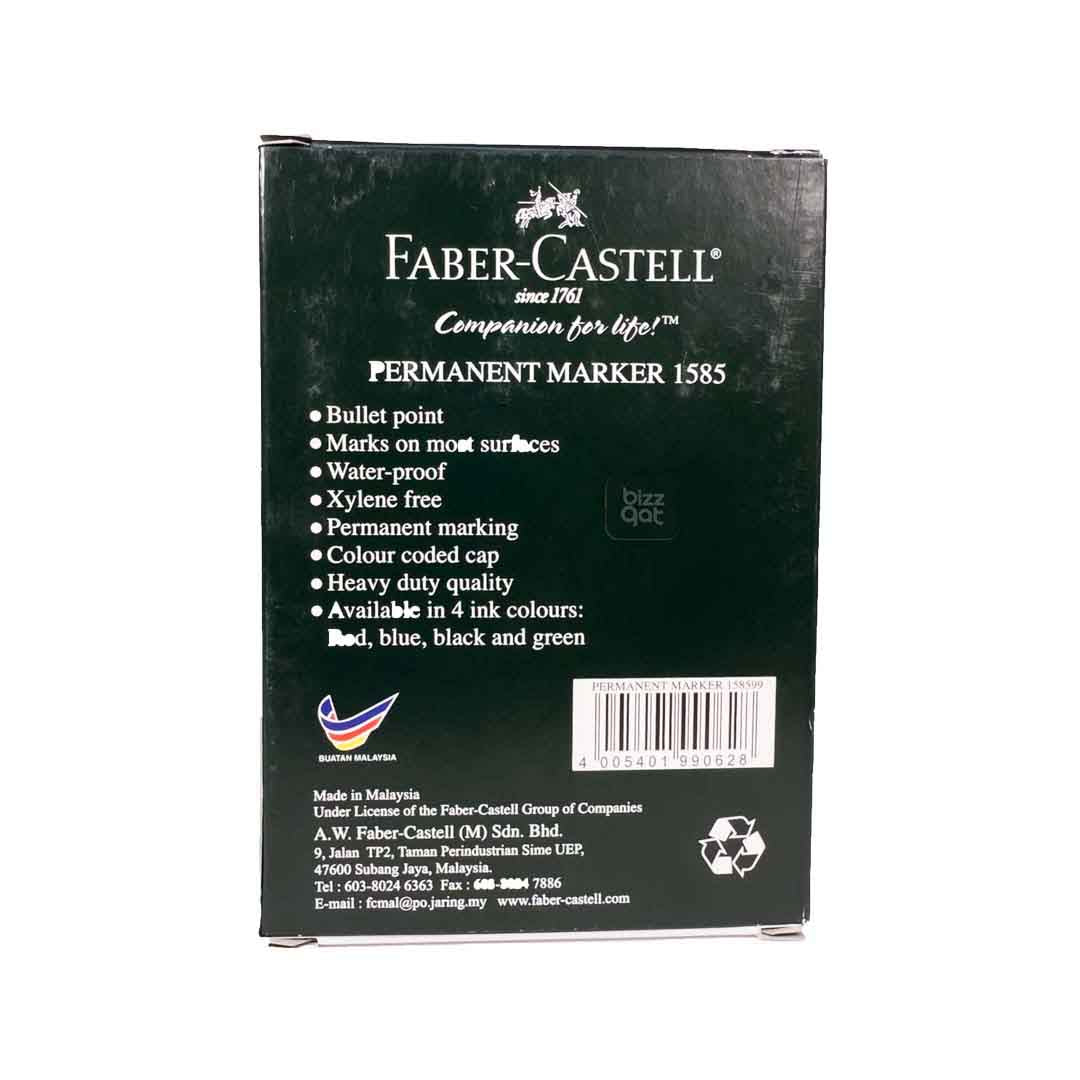 FABER-CASTELL®
since 1761
Companion for life!™
PERMANENT MARKER 1585
● Bullet point
● Marks on most surfaces
● Water-proof
● Xylene free
● Permanent marking
● Colour coded cap
● Heavy duty quality
● Available in 4 ink colours:
Red, blue, black and green
bizz
qat
PERMANENT MARKER 158599
4 005401 990628
BUATAN MALAYSIA
Made in Malaysia
Under License of the Faber-Castell Group of Companies
A.W. Faber-Castell (M) Sdn. Bhd.
9, Jalan TP2, Taman Perindustrian Sime UEP,
47600 Subang Jaya, Malaysia.
Tel : 603-8024 6363 Fax : 603-8024 7886
E-mail : fcmal@po.jaring.my www.faber-castell.com